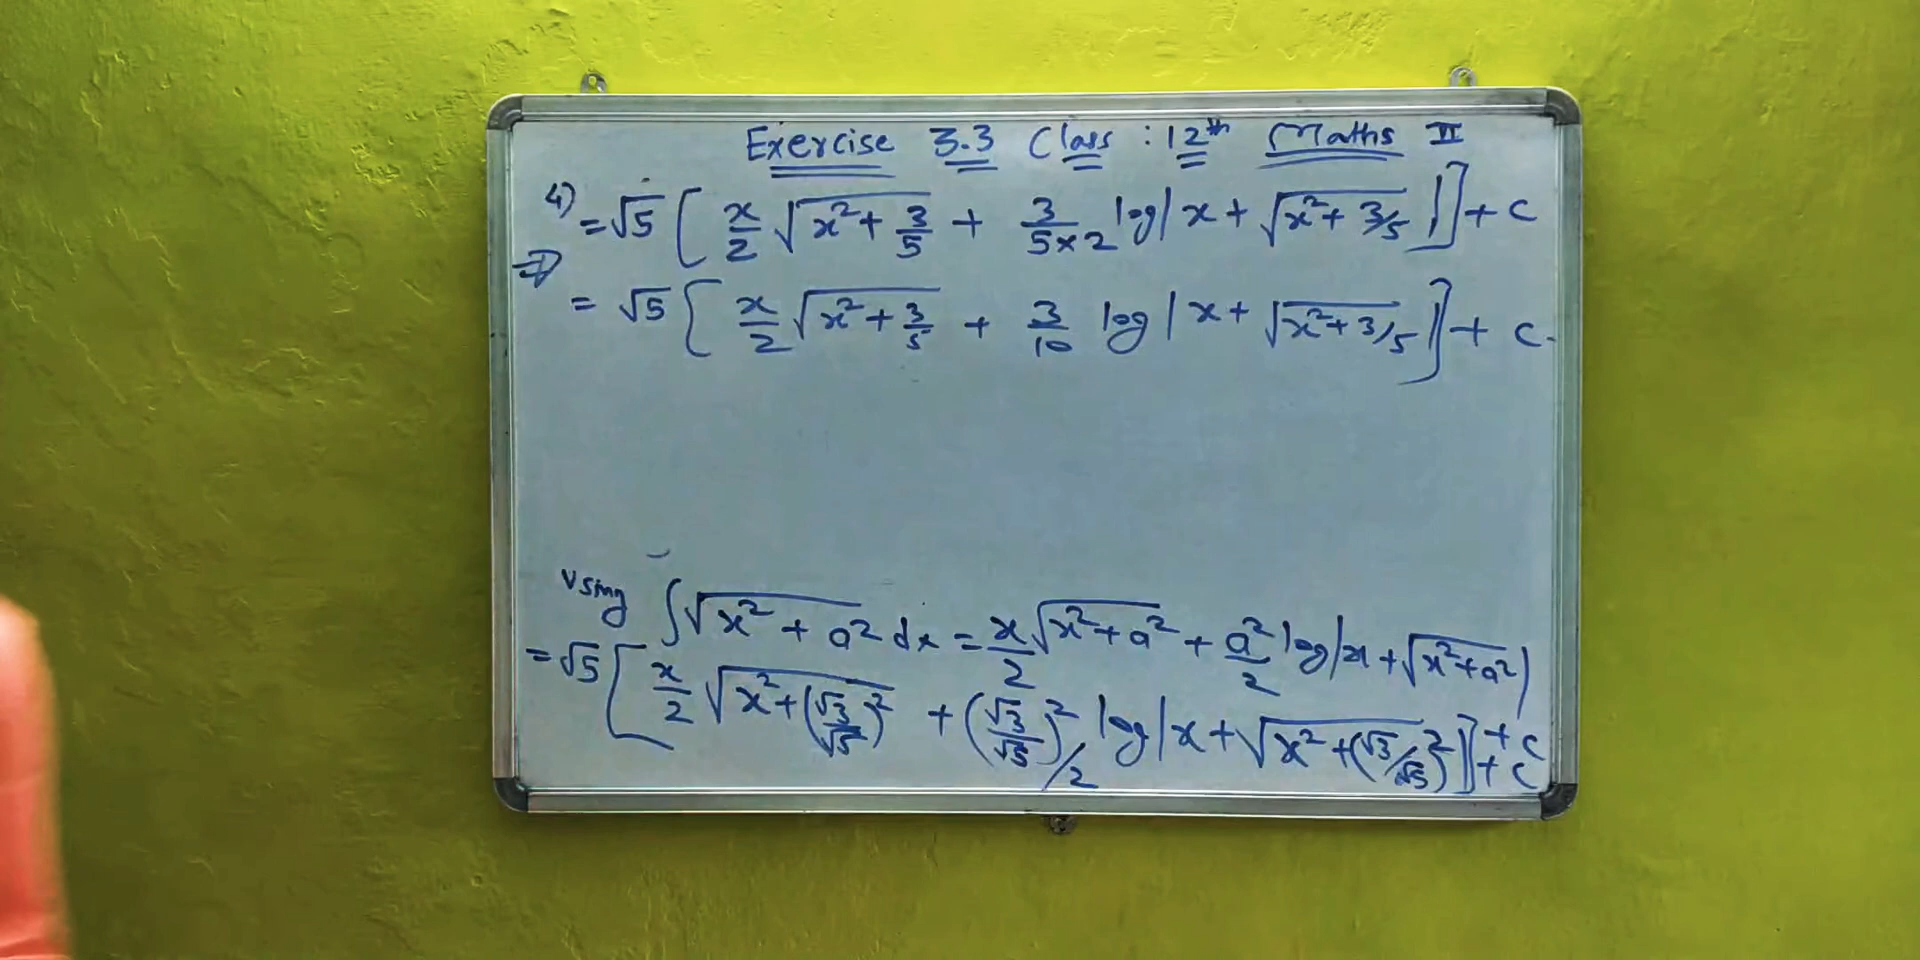 Exercise 3.3 Class : 12th Maths II
4) = √5 [ x/2 √(x² + 3/5) + 3/(5×2) log | x + √(x² + 3/5) | ] + c
⇒ = √5 [ x/2 √(x² + 3/5) + 3/10 log | x + √(x² + 3/5) | ] + c.
Using ∫√(x² + a²) dx = x/2 √(x² + a²) + a²/2 log | x + √(x² + a²) | + c
= √5 [ x/2 √(x² + (√3/√5)²) + (√3/√5)²/2 log | x + √(x² + (√3/√5)²) | ] + c